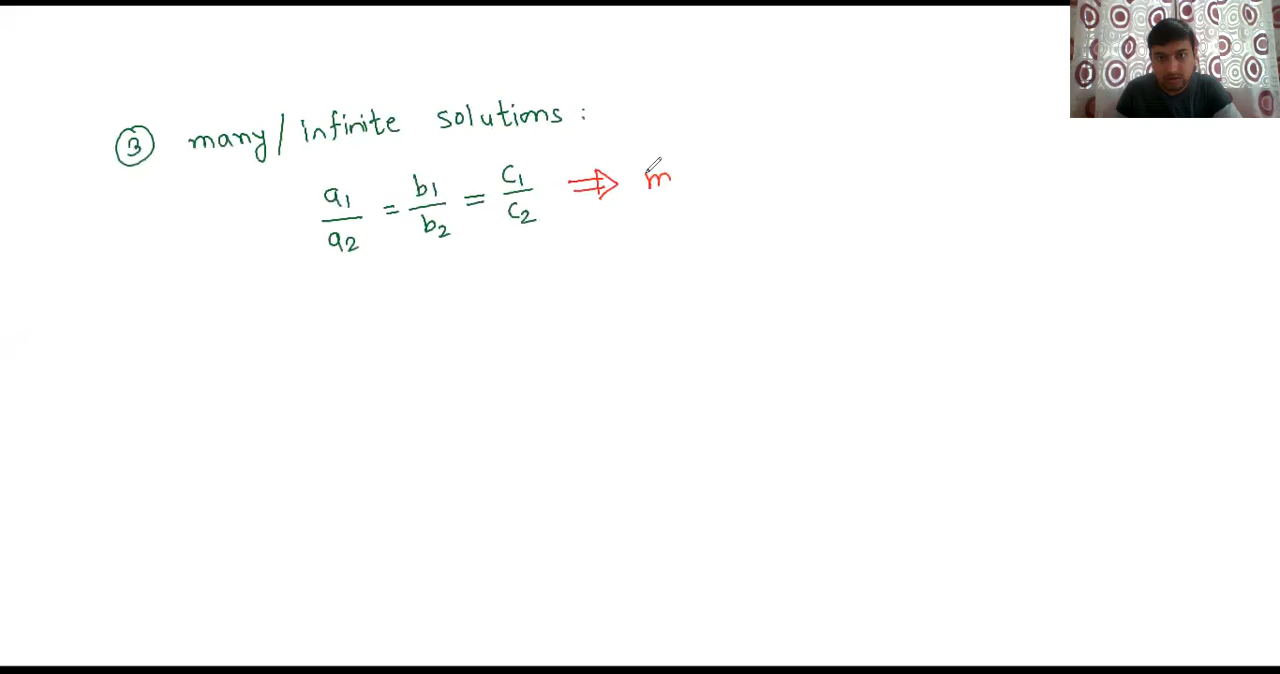 ③ many/infinite solutions :
a1/a2 = b1/b2 = c1/c2 ⇒ m